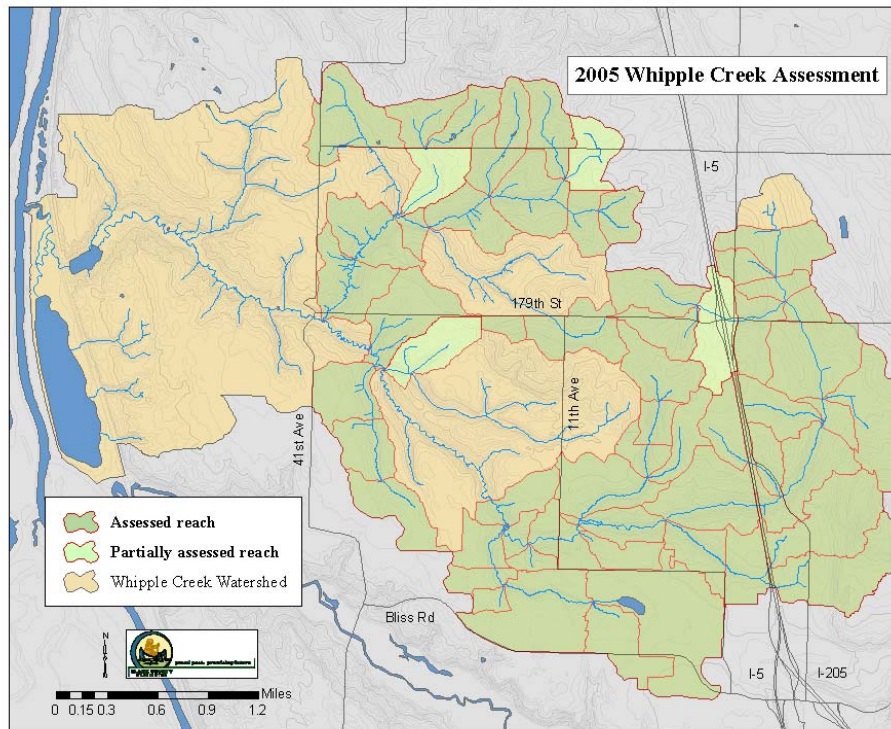 2005 Whipple Creek Assessment
I-5
179th St
41st Ave
11th Ave
Assessed reach
Partially assessed reach
Whipple Creek Watershed
Bliss Rd
N
Miles
0 0.15 0.3 0.6 0.9 1.2
I-5
I-205